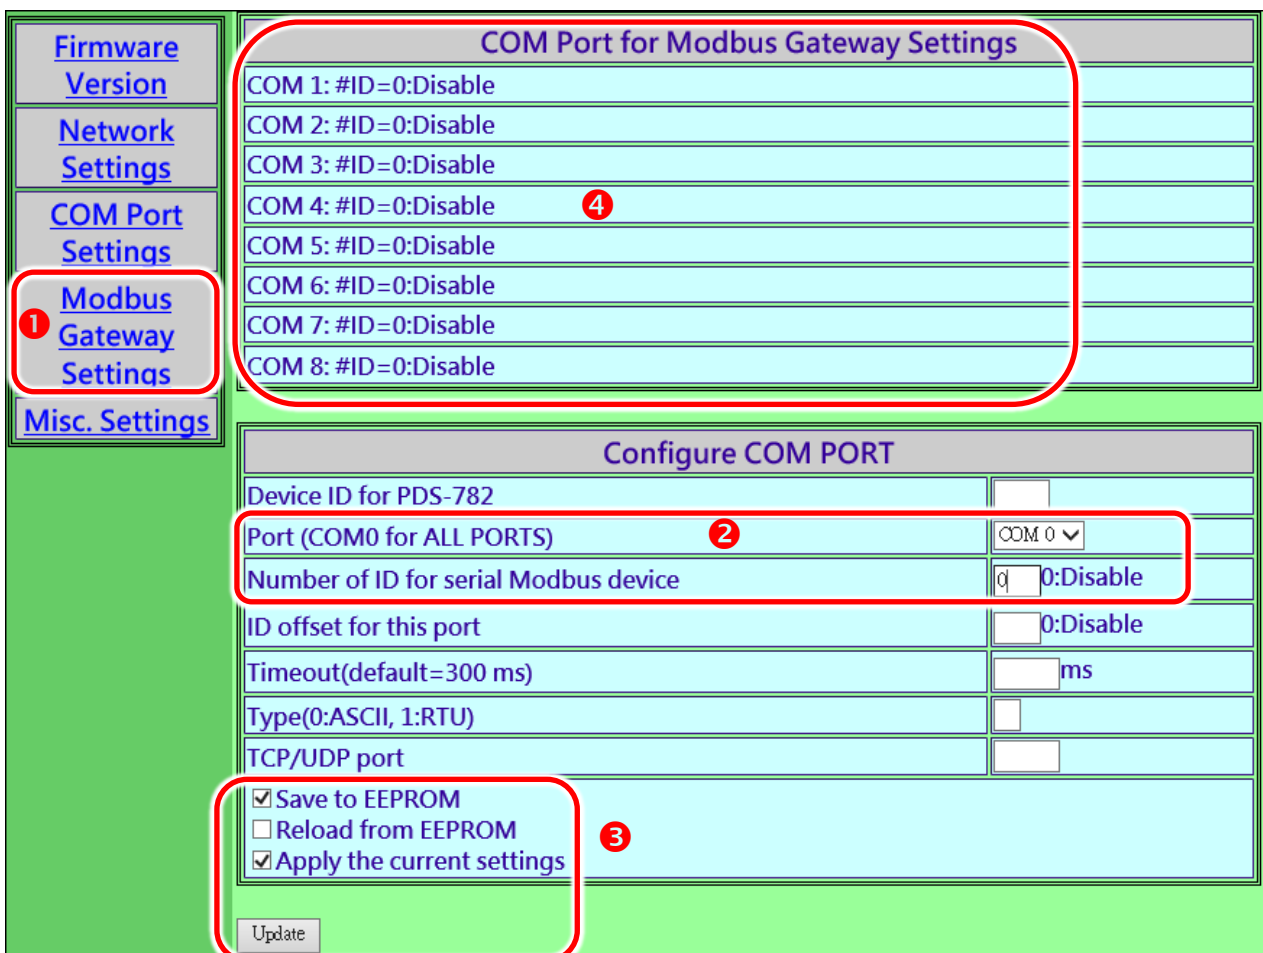 Firmware
Version
Network
Settings
COM Port
Settings
1
Modbus
Gateway
Settings
Misc. Settings
COM Port for Modbus Gateway Settings
COM 1: #ID=0:Disable
COM 2: #ID=0:Disable
COM 3: #ID=0:Disable
COM 4: #ID=0:Disable 4
COM 5: #ID=0:Disable
COM 6: #ID=0:Disable
COM 7: #ID=0:Disable
COM 8: #ID=0:Disable
Configure COM PORT
Device ID for PDS-782
Port (COM0 for ALL PORTS) 2 COM 0
Number of ID for serial Modbus device 0 0:Disable
ID offset for this port 0:Disable
Timeout(default=300 ms) ms
Type(0:ASCII, 1:RTU)
TCP/UDP port
Save to EEPROM
Reload from EEPROM 3
Apply the current settings
Update